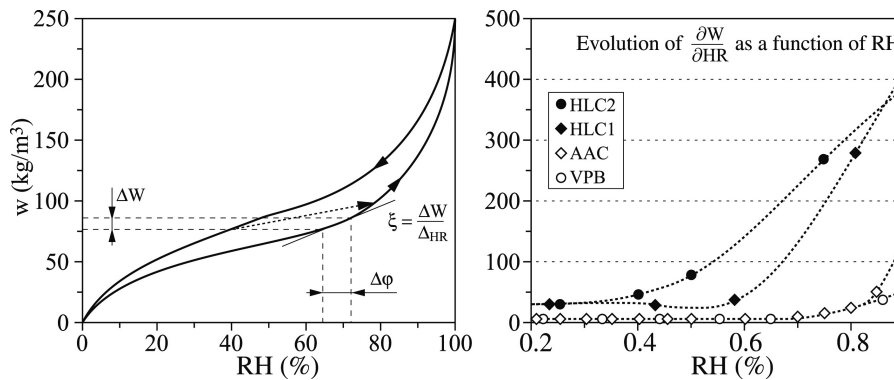 250
200
150
100
50
0
w (kg/m³)
ΔW
ξ = ΔW / Δ_HR
Δφ
0 20 40 60 80 100
RH (%)
Evolution of ∂W/∂HR as a function of RH
500
400
300
200
100
0
HLC2
HLC1
AAC
VPB
0.2 0.4 0.6 0.8
RH (%)